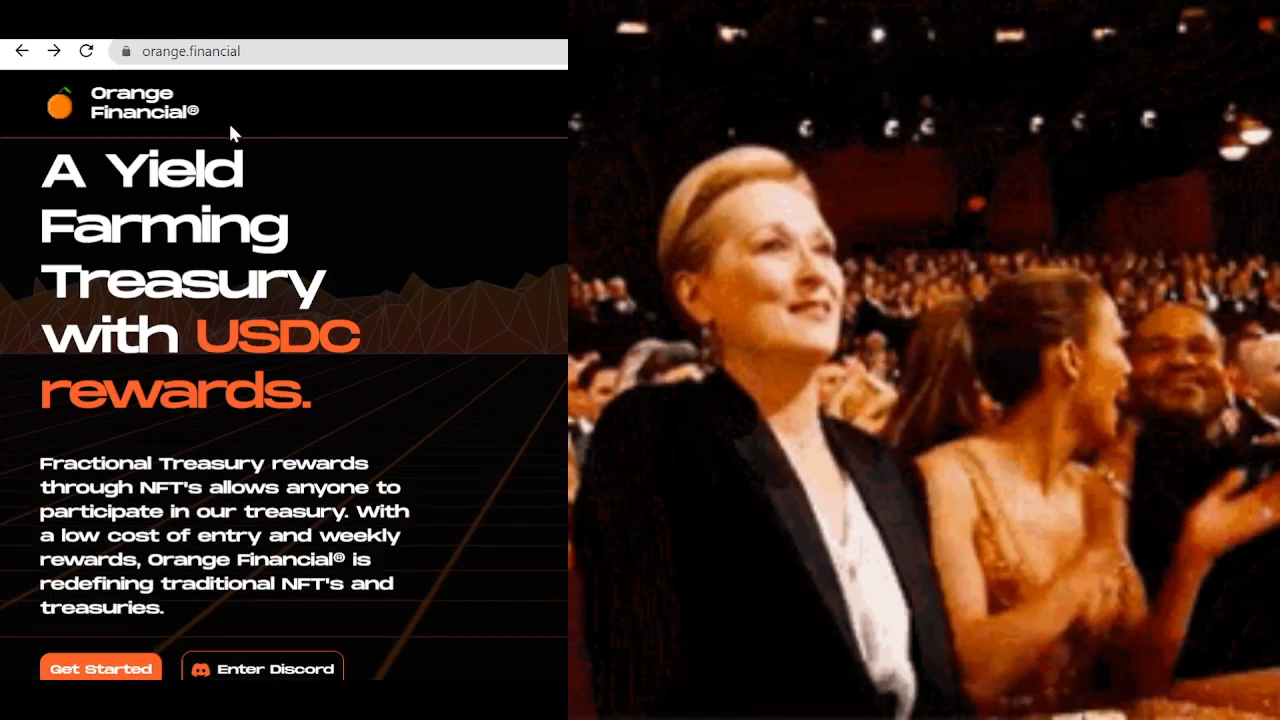 orange.financial
Orange
Financial®
A Yield
Farming
Treasury
with USDC
rewards.
Fractional Treasury rewards
through NFT's allows anyone to
participate in our treasury. With
a low cost of entry and weekly
rewards, Orange Financial® is
redefining traditional NFT's and
treasuries.
Get Started
Enter Discord